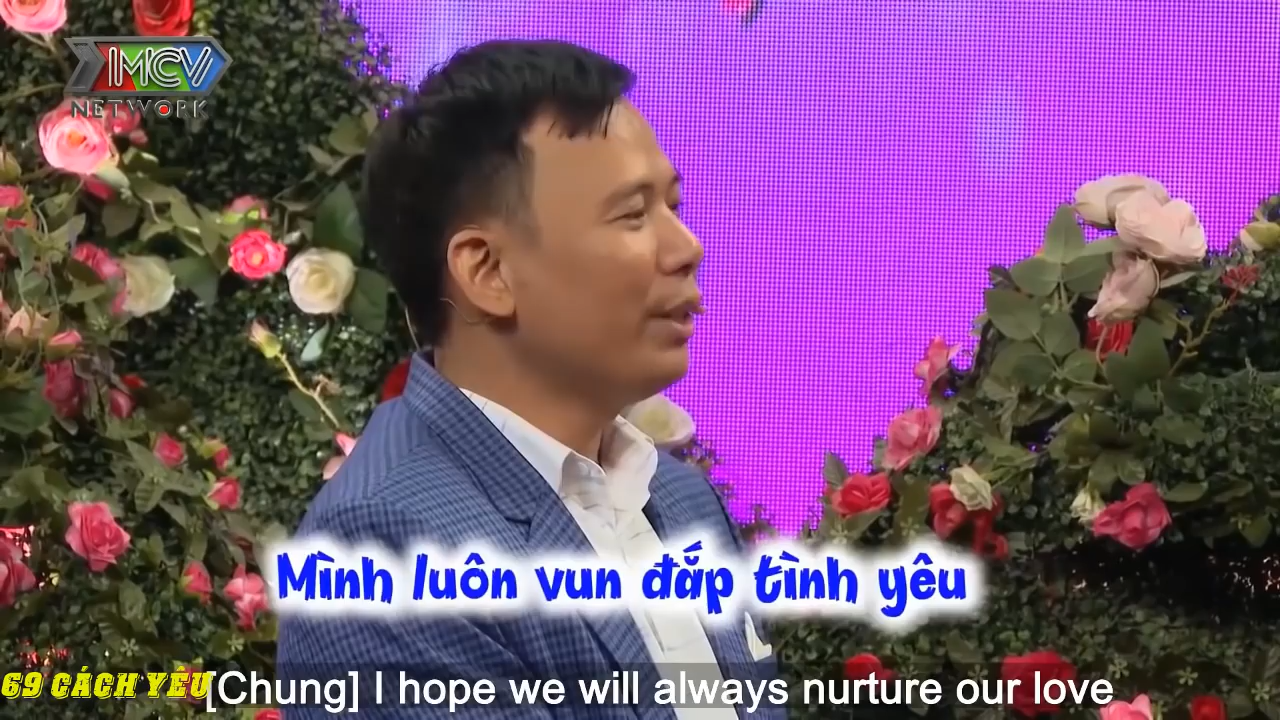 MCV
NETWORK
Mình luôn vun đắp tình yêu
69 CÁCH YÊU
[Chung] I hope we will always nurture our love